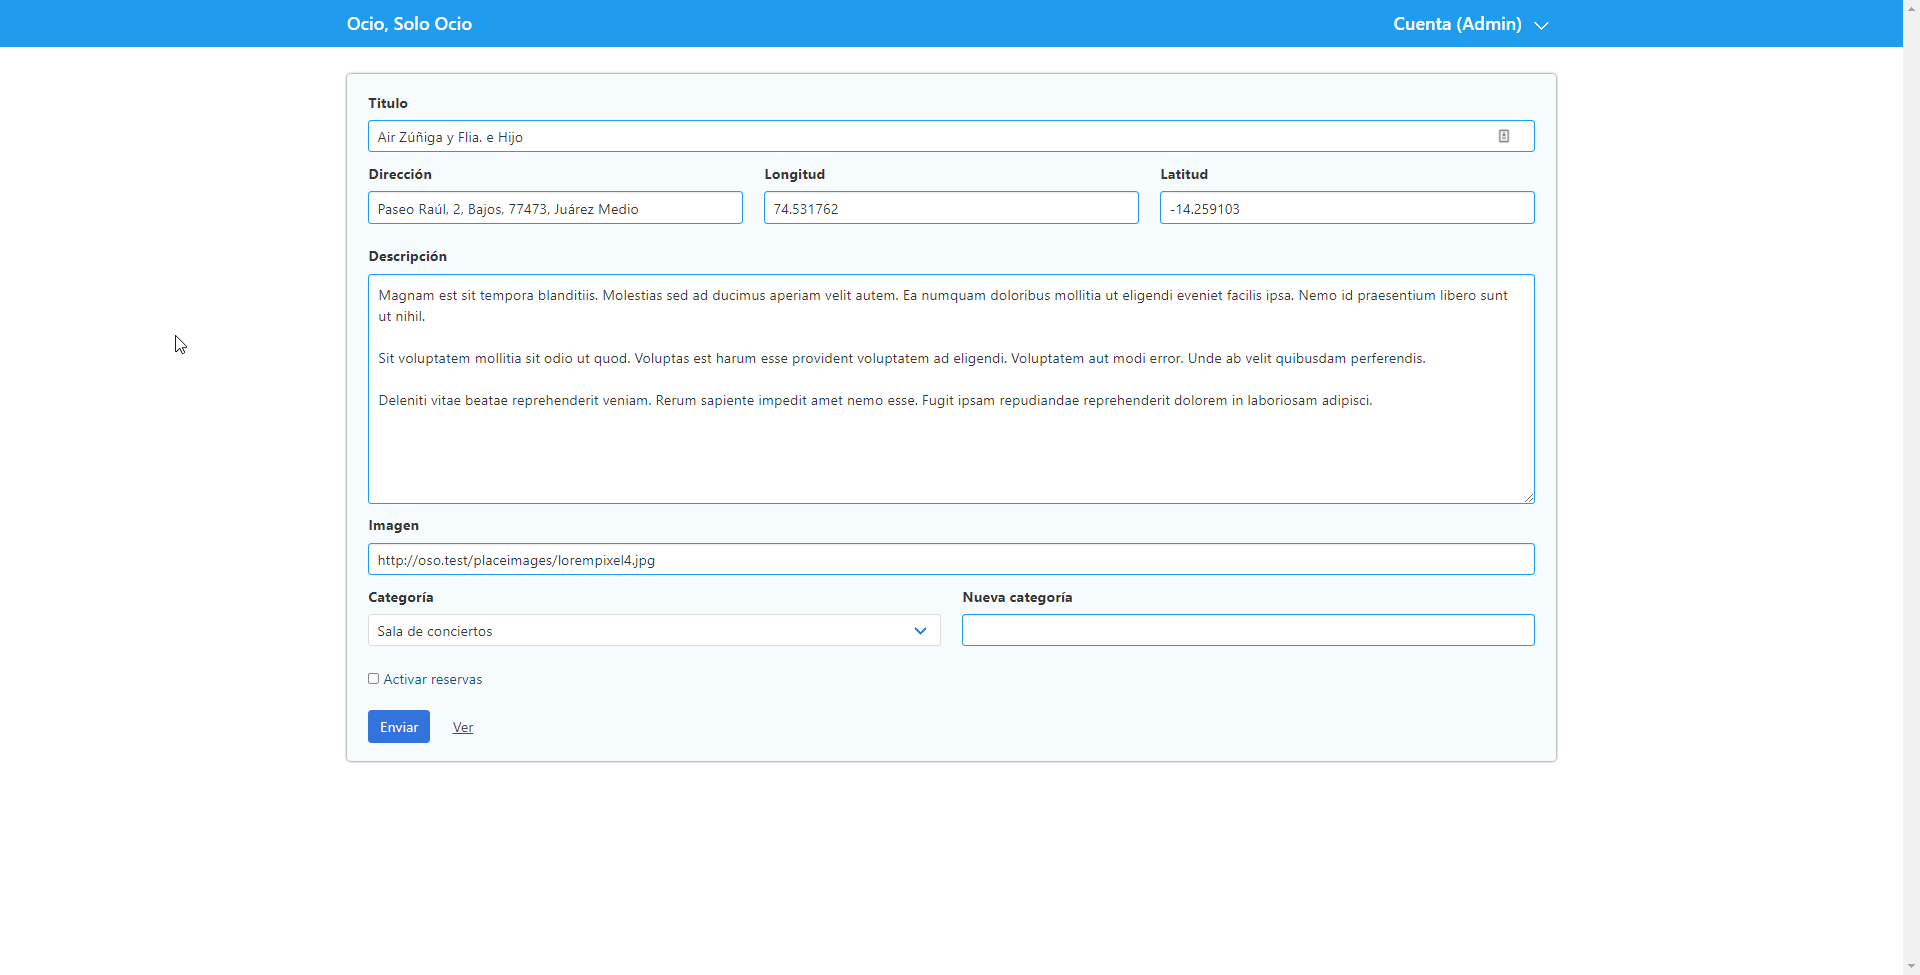 Ocio, Solo Ocio
Cuenta (Admin)
Titulo
Air Zúñiga y Flia. e Hijo
Dirección
Longitud
Latitud
Paseo Raúl, 2, Bajos, 77473, Juárez Medio
74.531762
-14.259103
Descripción
Magnam est sit tempora blanditiis. Molestias sed ad ducimus aperiam velit autem. Ea numquam doloribus mollitia ut eligendi eveniet facilis ipsa. Nemo id praesentium libero sunt
ut nihil.
Sit voluptatem mollitia sit odio ut quod. Voluptas est harum esse provident voluptatem ad eligendi. Voluptatem aut modi error. Unde ab velit quibusdam perferendis.
Deleniti vitae beatae reprehenderit veniam. Rerum sapiente impedit amet nemo esse. Fugit ipsam repudiandae reprehenderit dolorem in laboriosam adipisci.
Imagen
http://oso.test/placeimages/lorempixel4.jpg
Categoría
Nueva categoría
Sala de conciertos
Activar reservas
Enviar
Ver